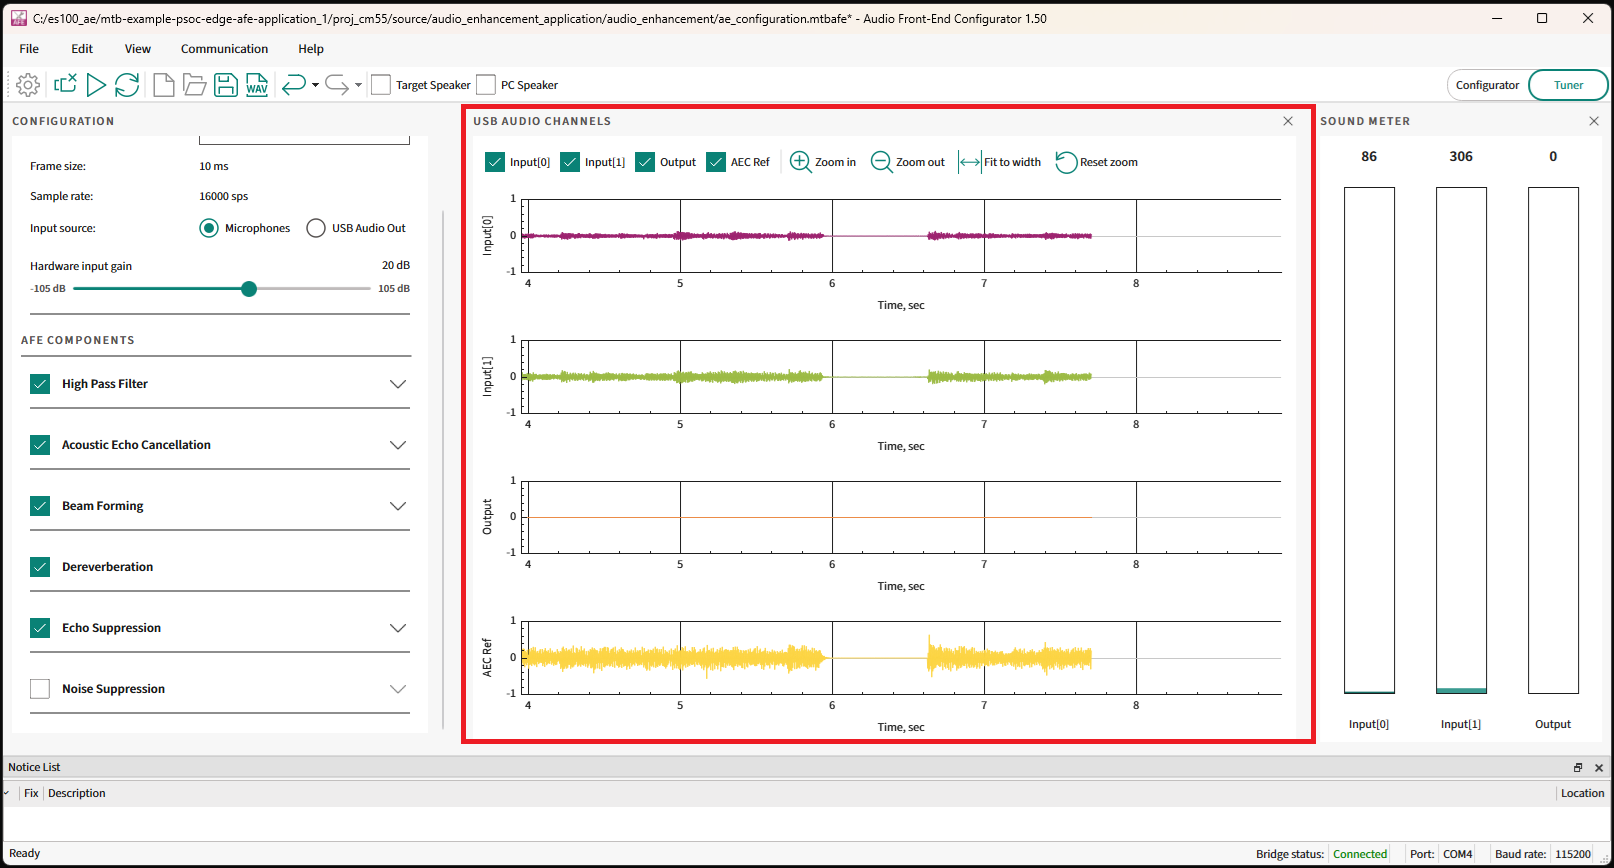 C:/es100_ae/mtb-example-psoc-edge-afe-application_1/proj_cm55/source/audio_enhancement_application/audio_enhancement/ae_configuration.mtbafe* - Audio Front-End Configurator 1.50
File Edit View Communication Help
WAV Target Speaker PC Speaker Configurator Tuner
CONFIGURATION
Frame size: 10 ms
Sample rate: 16000 sps
Input source: Microphones USB Audio Out
Hardware input gain 20 dB
-105 dB 105 dB
AFE COMPONENTS
High Pass Filter
Acoustic Echo Cancellation
Beam Forming
Dereverberation
Echo Suppression
Noise Suppression
USB AUDIO CHANNELS
Input[0] Input[1] Output AEC Ref Zoom in Zoom out Fit to width Reset zoom
Input[0]
1
0
-1
4 5 6 7 8
Time, sec
Input[1]
1
0
-1
4 5 6 7 8
Time, sec
Output
1
0
-1
4 5 6 7 8
Time, sec
AEC Ref
1
0
-1
4 5 6 7 8
Time, sec
SOUND METER
86 306 0
Input[0] Input[1] Output
Notice List
Fix Description Location
Ready Bridge status: Connected Port: COM4 Baud rate: 115200